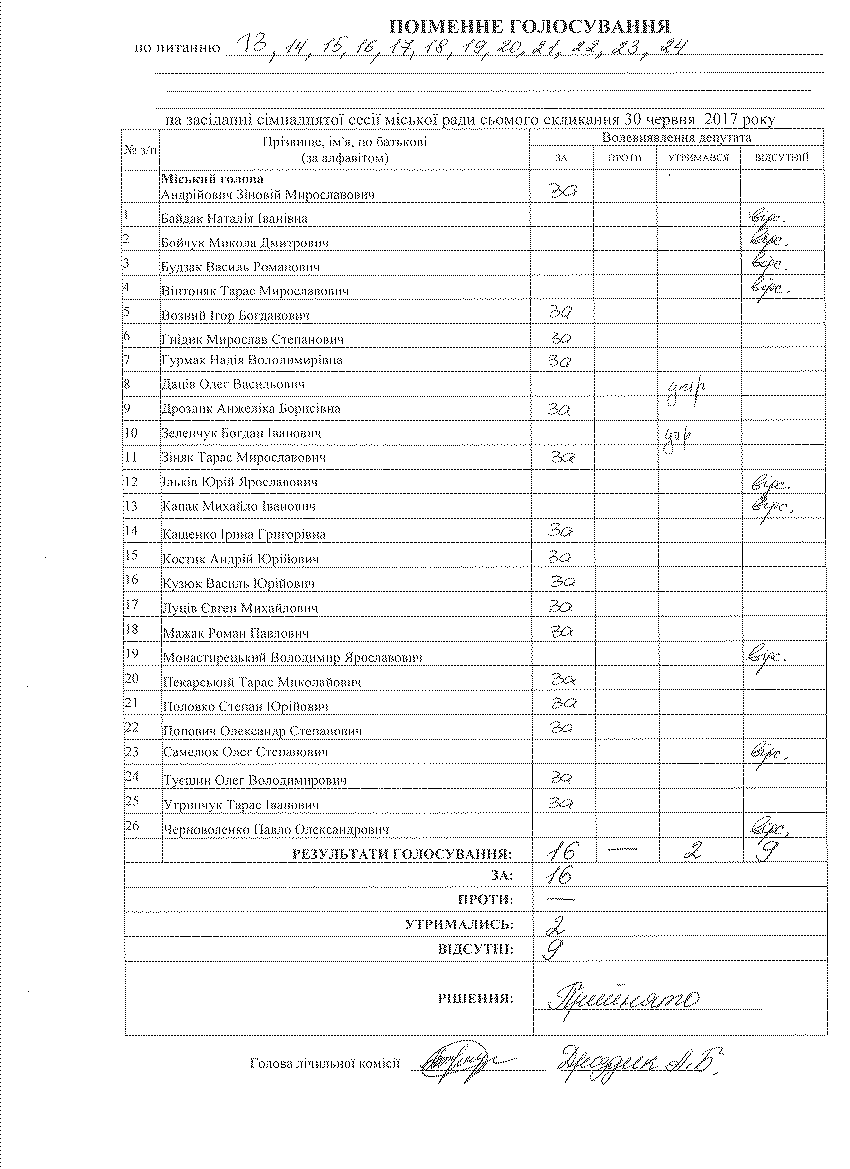 ПОІМЕННЕ ГОЛОСУВАННЯ
по питанню 13, 14, 15, 16, 17, 18, 19, 20, 21, 22, 23, 24
на засіданні сімнадцятої сесії міської ради сьомого скликання 30 червня 2017 року
№ з/п Прізвище, ім'я, по батькові (за алфавітом) Волевиявлення депутата
ЗА ПРОТИ УТРИМАВСЯ ВІДСУТНІЙ
Міський голова
Андрійович Зіновій Мирославович за
1 Байдак Наталія Іванівна відс.
2 Бойчук Микола Дмитрович відс.
3 Будзак Василь Романович відс.
4 Вінтоняк Тарас Мирославович відс.
5 Возний Ігор Богданович за
6 Гнідик Мирослав Степанович за
7 Гурмак Надія Володимирівна за
8 Даців Олег Васильович утр
9 Дроздик Анжеліка Борисівна за
10 Зеленчук Богдан Іванович утр
11 Зіняк Тарас Мирославович за
12 Ільків Юрій Ярославович відс.
13 Капак Михайло Іванович відс.
14 Кащенко Ірина Григорівна за
15 Костик Андрій Юрійович за
16 Кузюк Василь Юрійович за
17 Луців Євген Михайлович за
18 Мажак Роман Павлович за
19 Монастирецький Володимир Ярославович відс.
20 Пекарський Тарас Миколайович за
21 Половко Степан Юрійович за
22 Попович Олександр Степанович за
23 Самелюк Олег Степанович відс.
24 Туєшин Олег Володимирович за
25 Утринчук Тарас Іванович за
26 Черноволенко Павло Олександрович відс.
РЕЗУЛЬТАТИ ГОЛОСУВАННЯ: 16 — 2 9
ЗА: 16
ПРОТИ: —
УТРИМАЛИСЬ: 2
ВІДСУТНІ: 9
РІШЕННЯ: Прийнято
Голова лічильної комісії Дроздик А.Б.